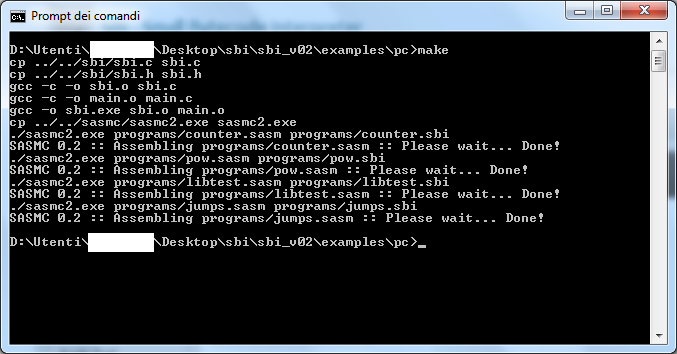 Prompt dei comandi
D:\Utenti\ \Desktop\sbi\sbi_v02\examples\pc>make
cp ../../sbi/sbi.c sbi.c
cp ../../sbi/sbi.h sbi.h
gcc -c -o sbi.o sbi.c
gcc -c -o main.o main.c
gcc -o sbi.exe sbi.o main.o
cp ../../sasmc/sasmc2.exe sasmc2.exe
./sasmc2.exe programs/counter.sasm programs/counter.sbi
SASMC 0.2 :: Assembling programs/counter.sasm :: Please wait... Done!
./sasmc2.exe programs/pow.sasm programs/pow.sbi
SASMC 0.2 :: Assembling programs/pow.sasm :: Please wait... Done!
./sasmc2.exe programs/libtest.sasm programs/libtest.sbi
SASMC 0.2 :: Assembling programs/libtest.sasm :: Please wait... Done!
./sasmc2.exe programs/jumps.sasm programs/jumps.sbi
SASMC 0.2 :: Assembling programs/jumps.sasm :: Please wait... Done!
D:\Utenti\ \Desktop\sbi\sbi_v02\examples\pc>_